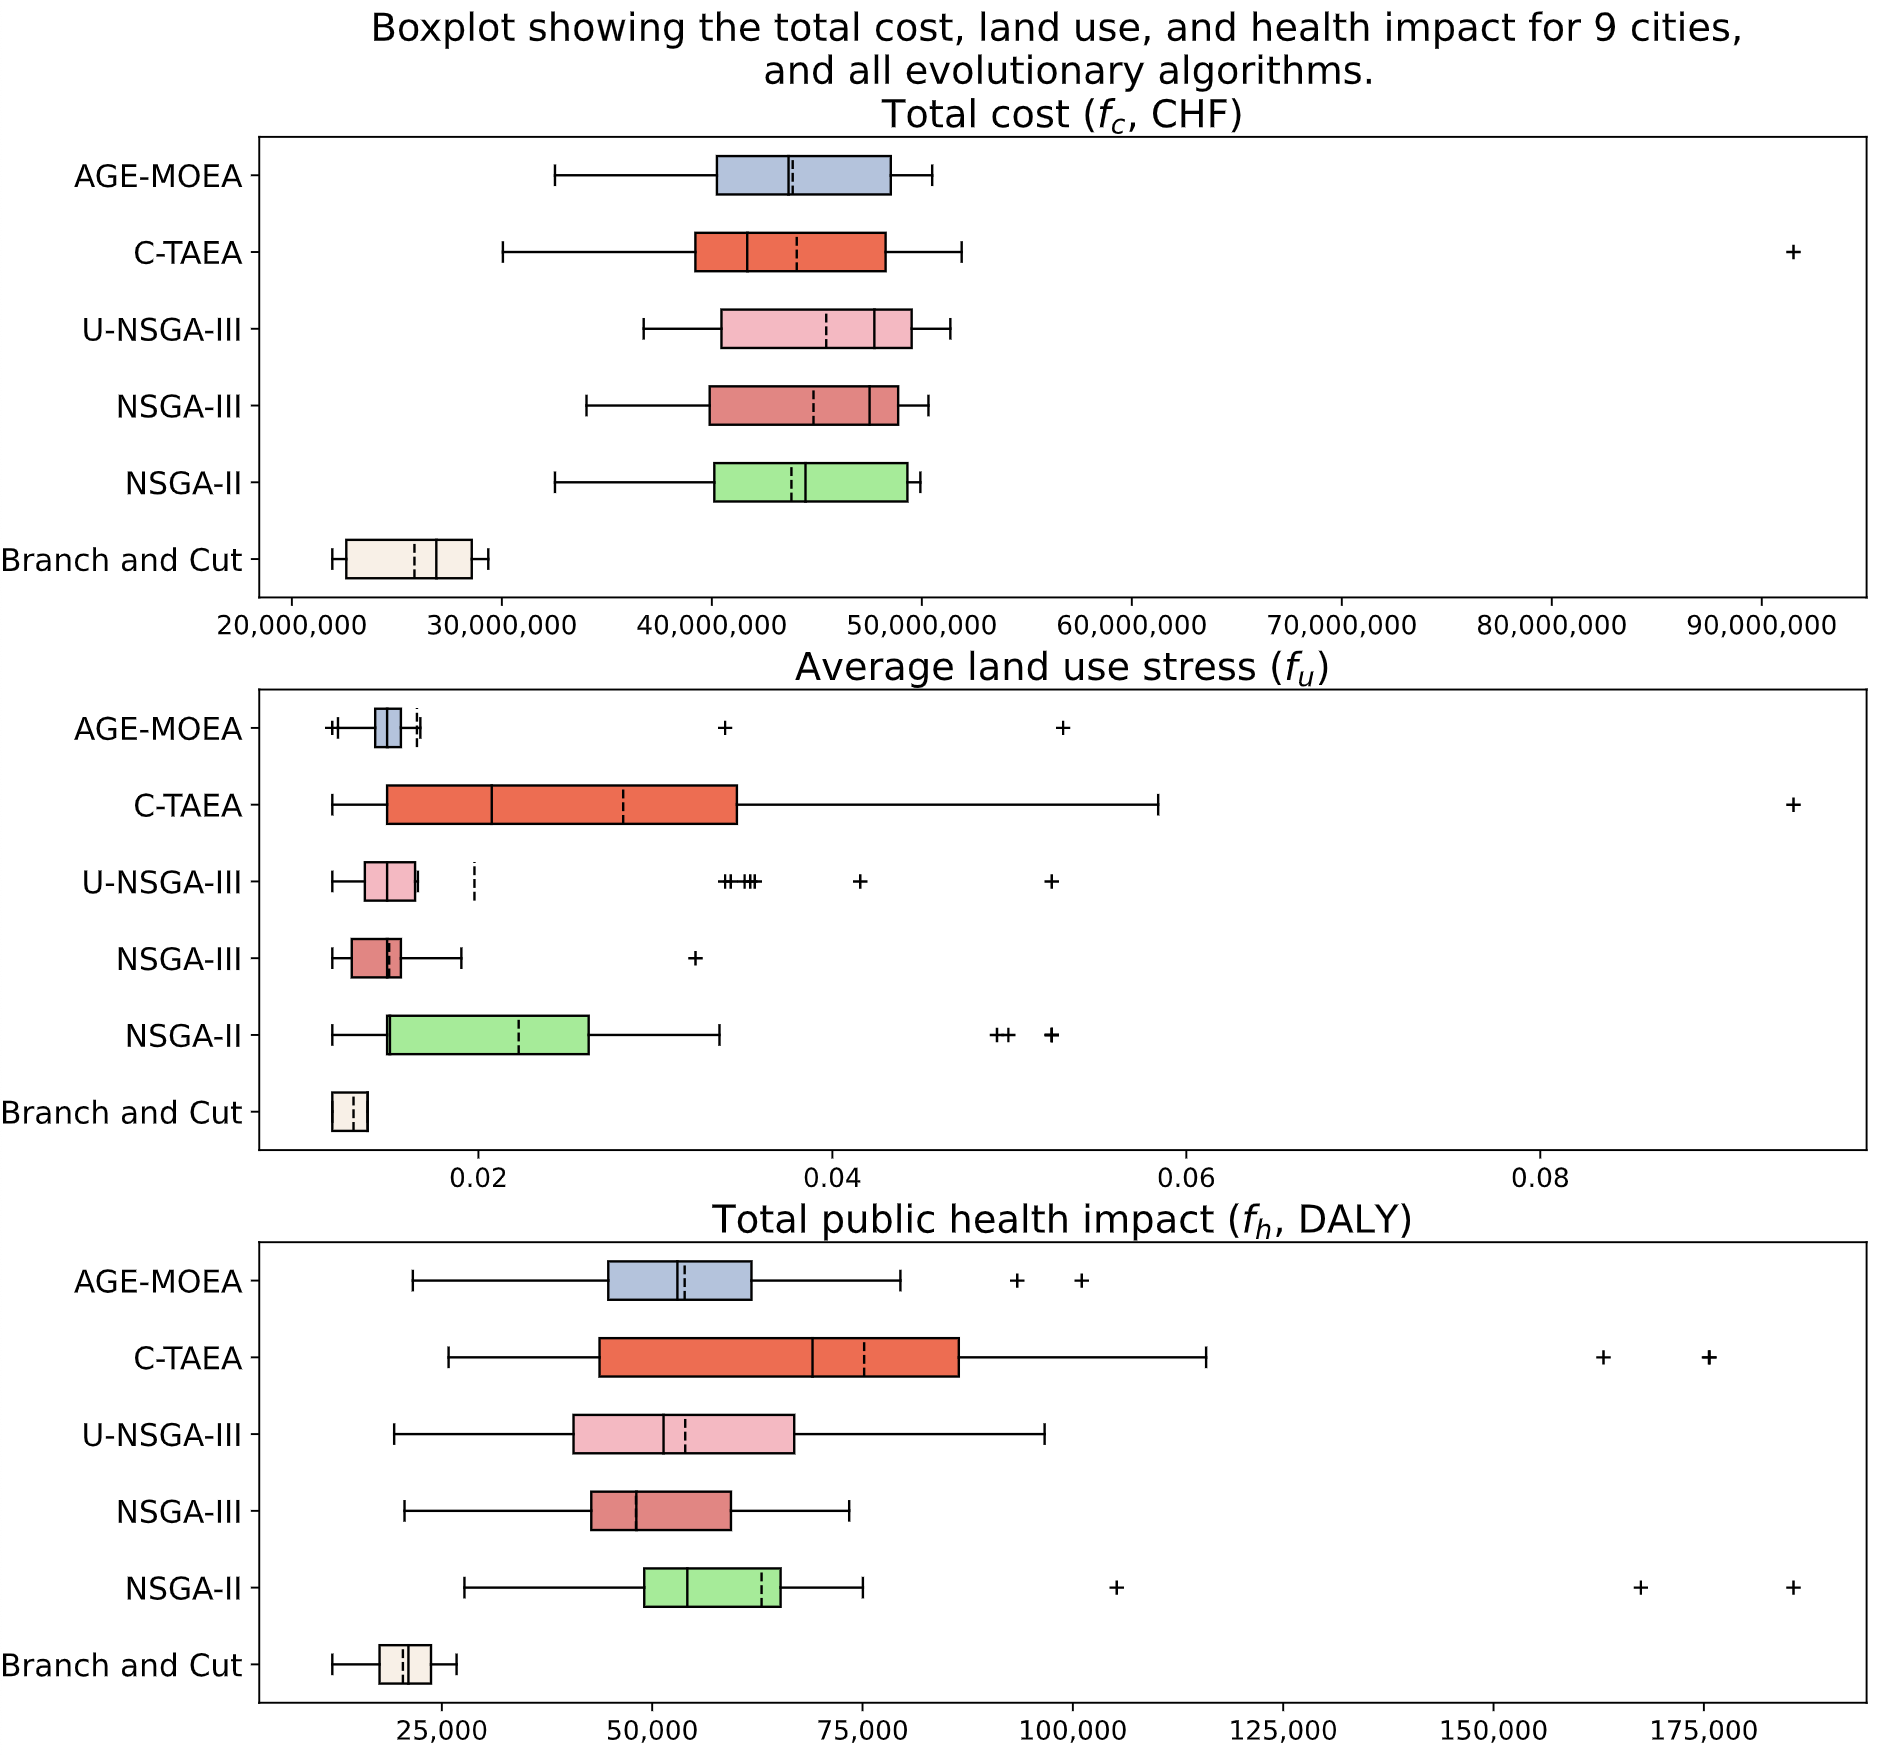 Boxplot showing the total cost, land use, and health impact for 9 cities,
and all evolutionary algorithms.
Total cost (f_c, CHF)
AGE-MOEA
C-TAEA
U-NSGA-III
NSGA-III
NSGA-II
Branch and Cut
20,000,000 30,000,000 40,000,000 50,000,000 60,000,000 70,000,000 80,000,000 90,000,000
Average land use stress (f_u)
AGE-MOEA
C-TAEA
U-NSGA-III
NSGA-III
NSGA-II
Branch and Cut
0.02 0.04 0.06 0.08
Total public health impact (f_h, DALY)
AGE-MOEA
C-TAEA
U-NSGA-III
NSGA-III
NSGA-II
Branch and Cut
25,000 50,000 75,000 100,000 125,000 150,000 175,000